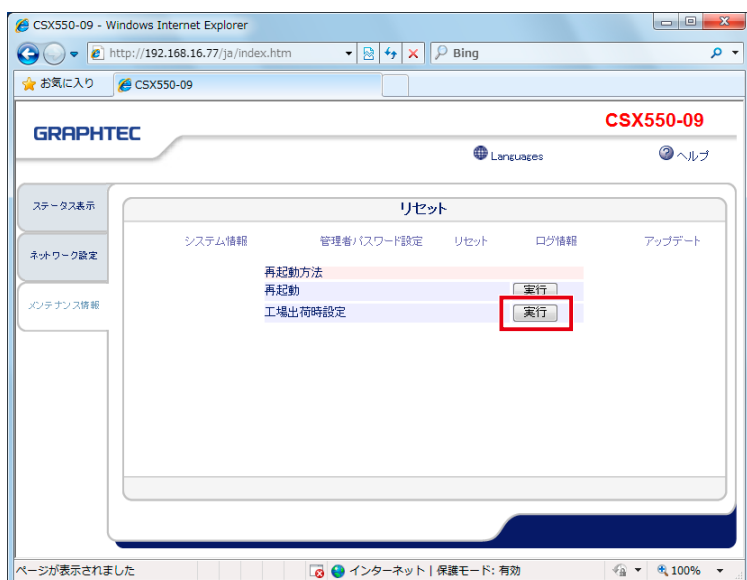 CSX550-09 - Windows Internet Explorer
http://192.168.16.77/ja/index.htm
Bing
お気に入り
CSX550-09
GRAPHTEC
CSX550-09
Languages
ヘルプ
ステータス表示
ネットワーク設定
メンテナンス情報
リセット
システム情報 管理者パスワード設定 リセット ログ情報 アップデート
再起動方法
再起動 実行
工場出荷時設定 実行
ページが表示されました
インターネット | 保護モード: 有効
100%